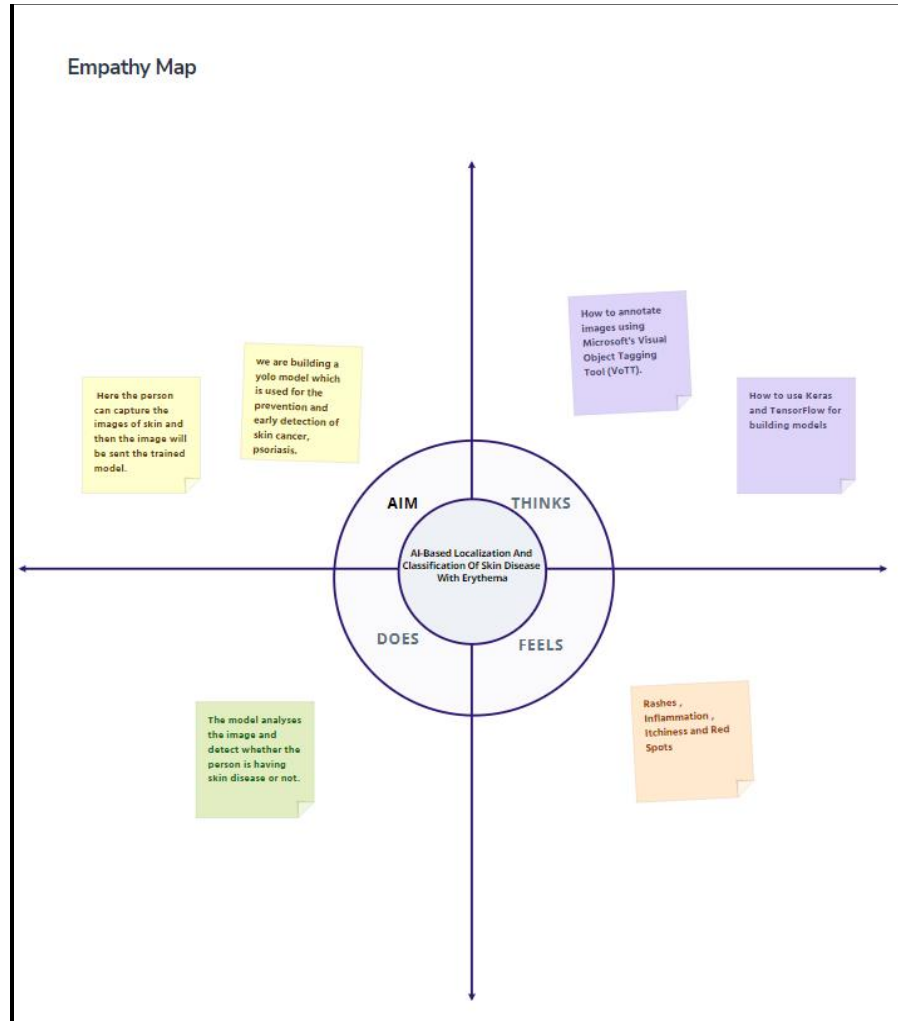 Empathy Map
Here the person
can capture the
images of skin and
then the image will
be sent the trained
model.
we are building a
yolo model which
is used for the
prevention and
early detection of
skin cancer,
psoriasis.
How to annotate
images using
Microsoft's Visual
Object Tagging
Tool (VoTT).
How to use Keras
and TensorFlow for
building models
AIM
THINKS
AI-Based Localization And
Classification Of Skin Disease
With Erythema
DOES
FEELS
The model analyses
the image and
detect whether the
person is having
skin disease or not.
Rashes ,
Inflammation ,
Itchiness and Red
Spots